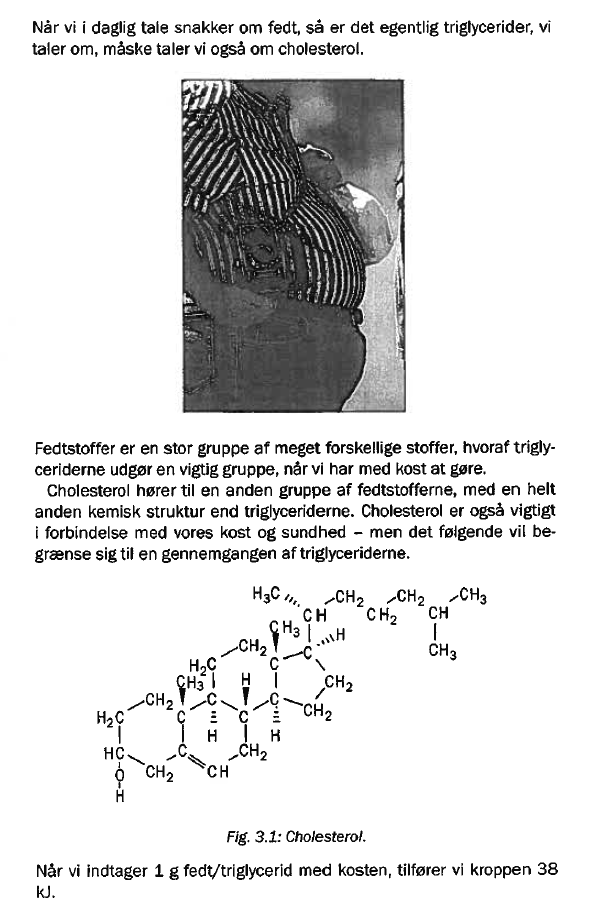 Når vi i daglig tale snakker om fedt, så er det egentlig triglycerider, vi
taler om, måske taler vi også om cholesterol.
Fedtstoffer er en stor gruppe af meget forskellige stoffer, hvoraf trigly-
ceriderne udgør en vigtig gruppe, når vi har med kost at gøre.
Cholesterol hører til en anden gruppe af fedtstofferne, med en helt
anden kemisk struktur end triglyceriderne. Cholesterol er også vigtigt
i forbindelse med vores kost og sundhed – men det følgende vil be-
grænse sig til en gennemgangen af triglyceriderne.
H3C CH2 CH2 CH3
CH CH2 CH
CH3 H
CH3
CH2 C C
H2C C
CH3 H CH2
CH2 C C CH2
H2C C C
H H
HC C CH2
O CH2 CH
H
Fig. 3.1: Cholesterol.
Når vi indtager 1 g fedt/triglycerid med kosten, tilfører vi kroppen 38
kJ.